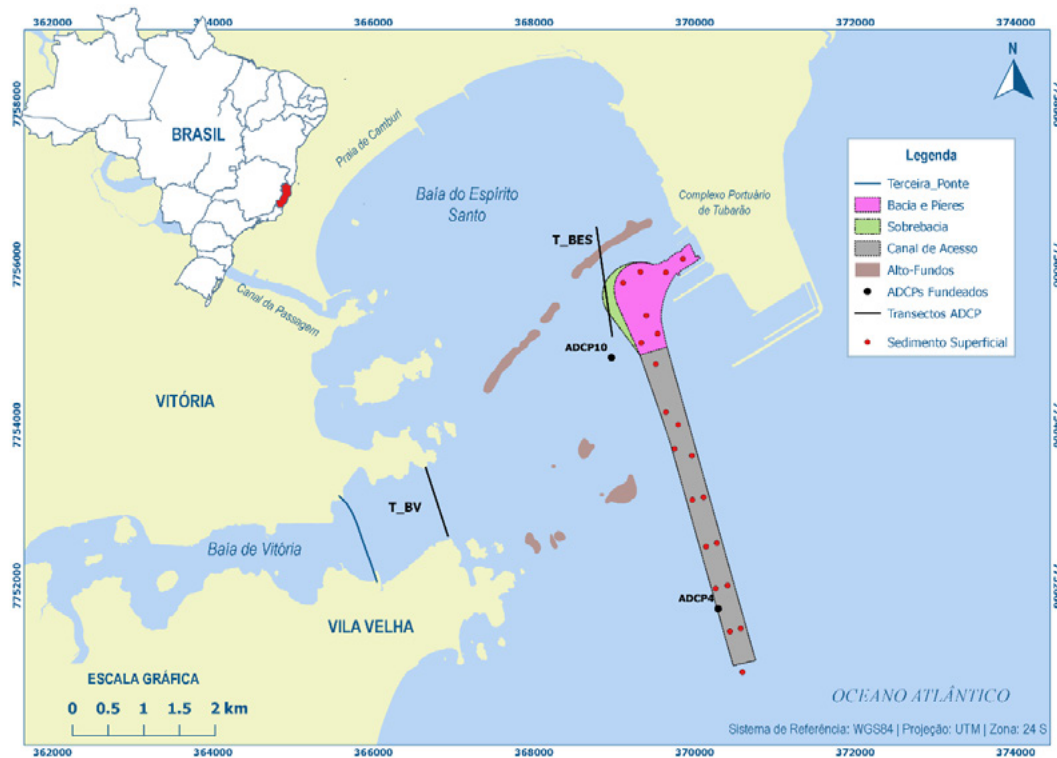 362000 364000 366000 368000 370000 372000 374000
N
7758000
7756000
7754000
7752000
BRASIL
Praia de Camburi
Baia do Espírito
Santo
Complexo Portuário
de Tubarão
Legenda
Terceira_Ponte
Bacia e Píeres
Sobrebacia
Canal de Acesso
Alto-Fundos
ADCPs Fundeados
Transectos ADCP
Sedimento Superficial
T_BES
Canal da Passagem
ADCP10
VITÓRIA
T_BV
Baia de Vitória
ADCP4
VILA VELHA
ESCALA GRÁFICA
0 0.5 1 1.5 2 km
OCEANO ATLÂNTICO
Sistema de Referência: WGS84 | Projeção: UTM | Zona: 24 S
362000 364000 366000 368000 370000 372000 374000